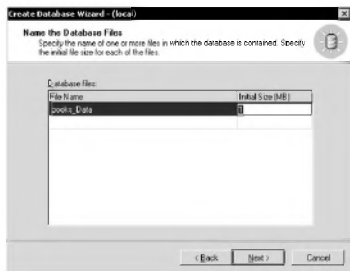 Create Database Wizard - (local)
Name the Database Files
Specify the name of one or more files in which the database is contained. Specify
the initial file size for each of the files.
Database files:
File Name Initial Size (MB)
books_Data 1
< Back Next > Cancel